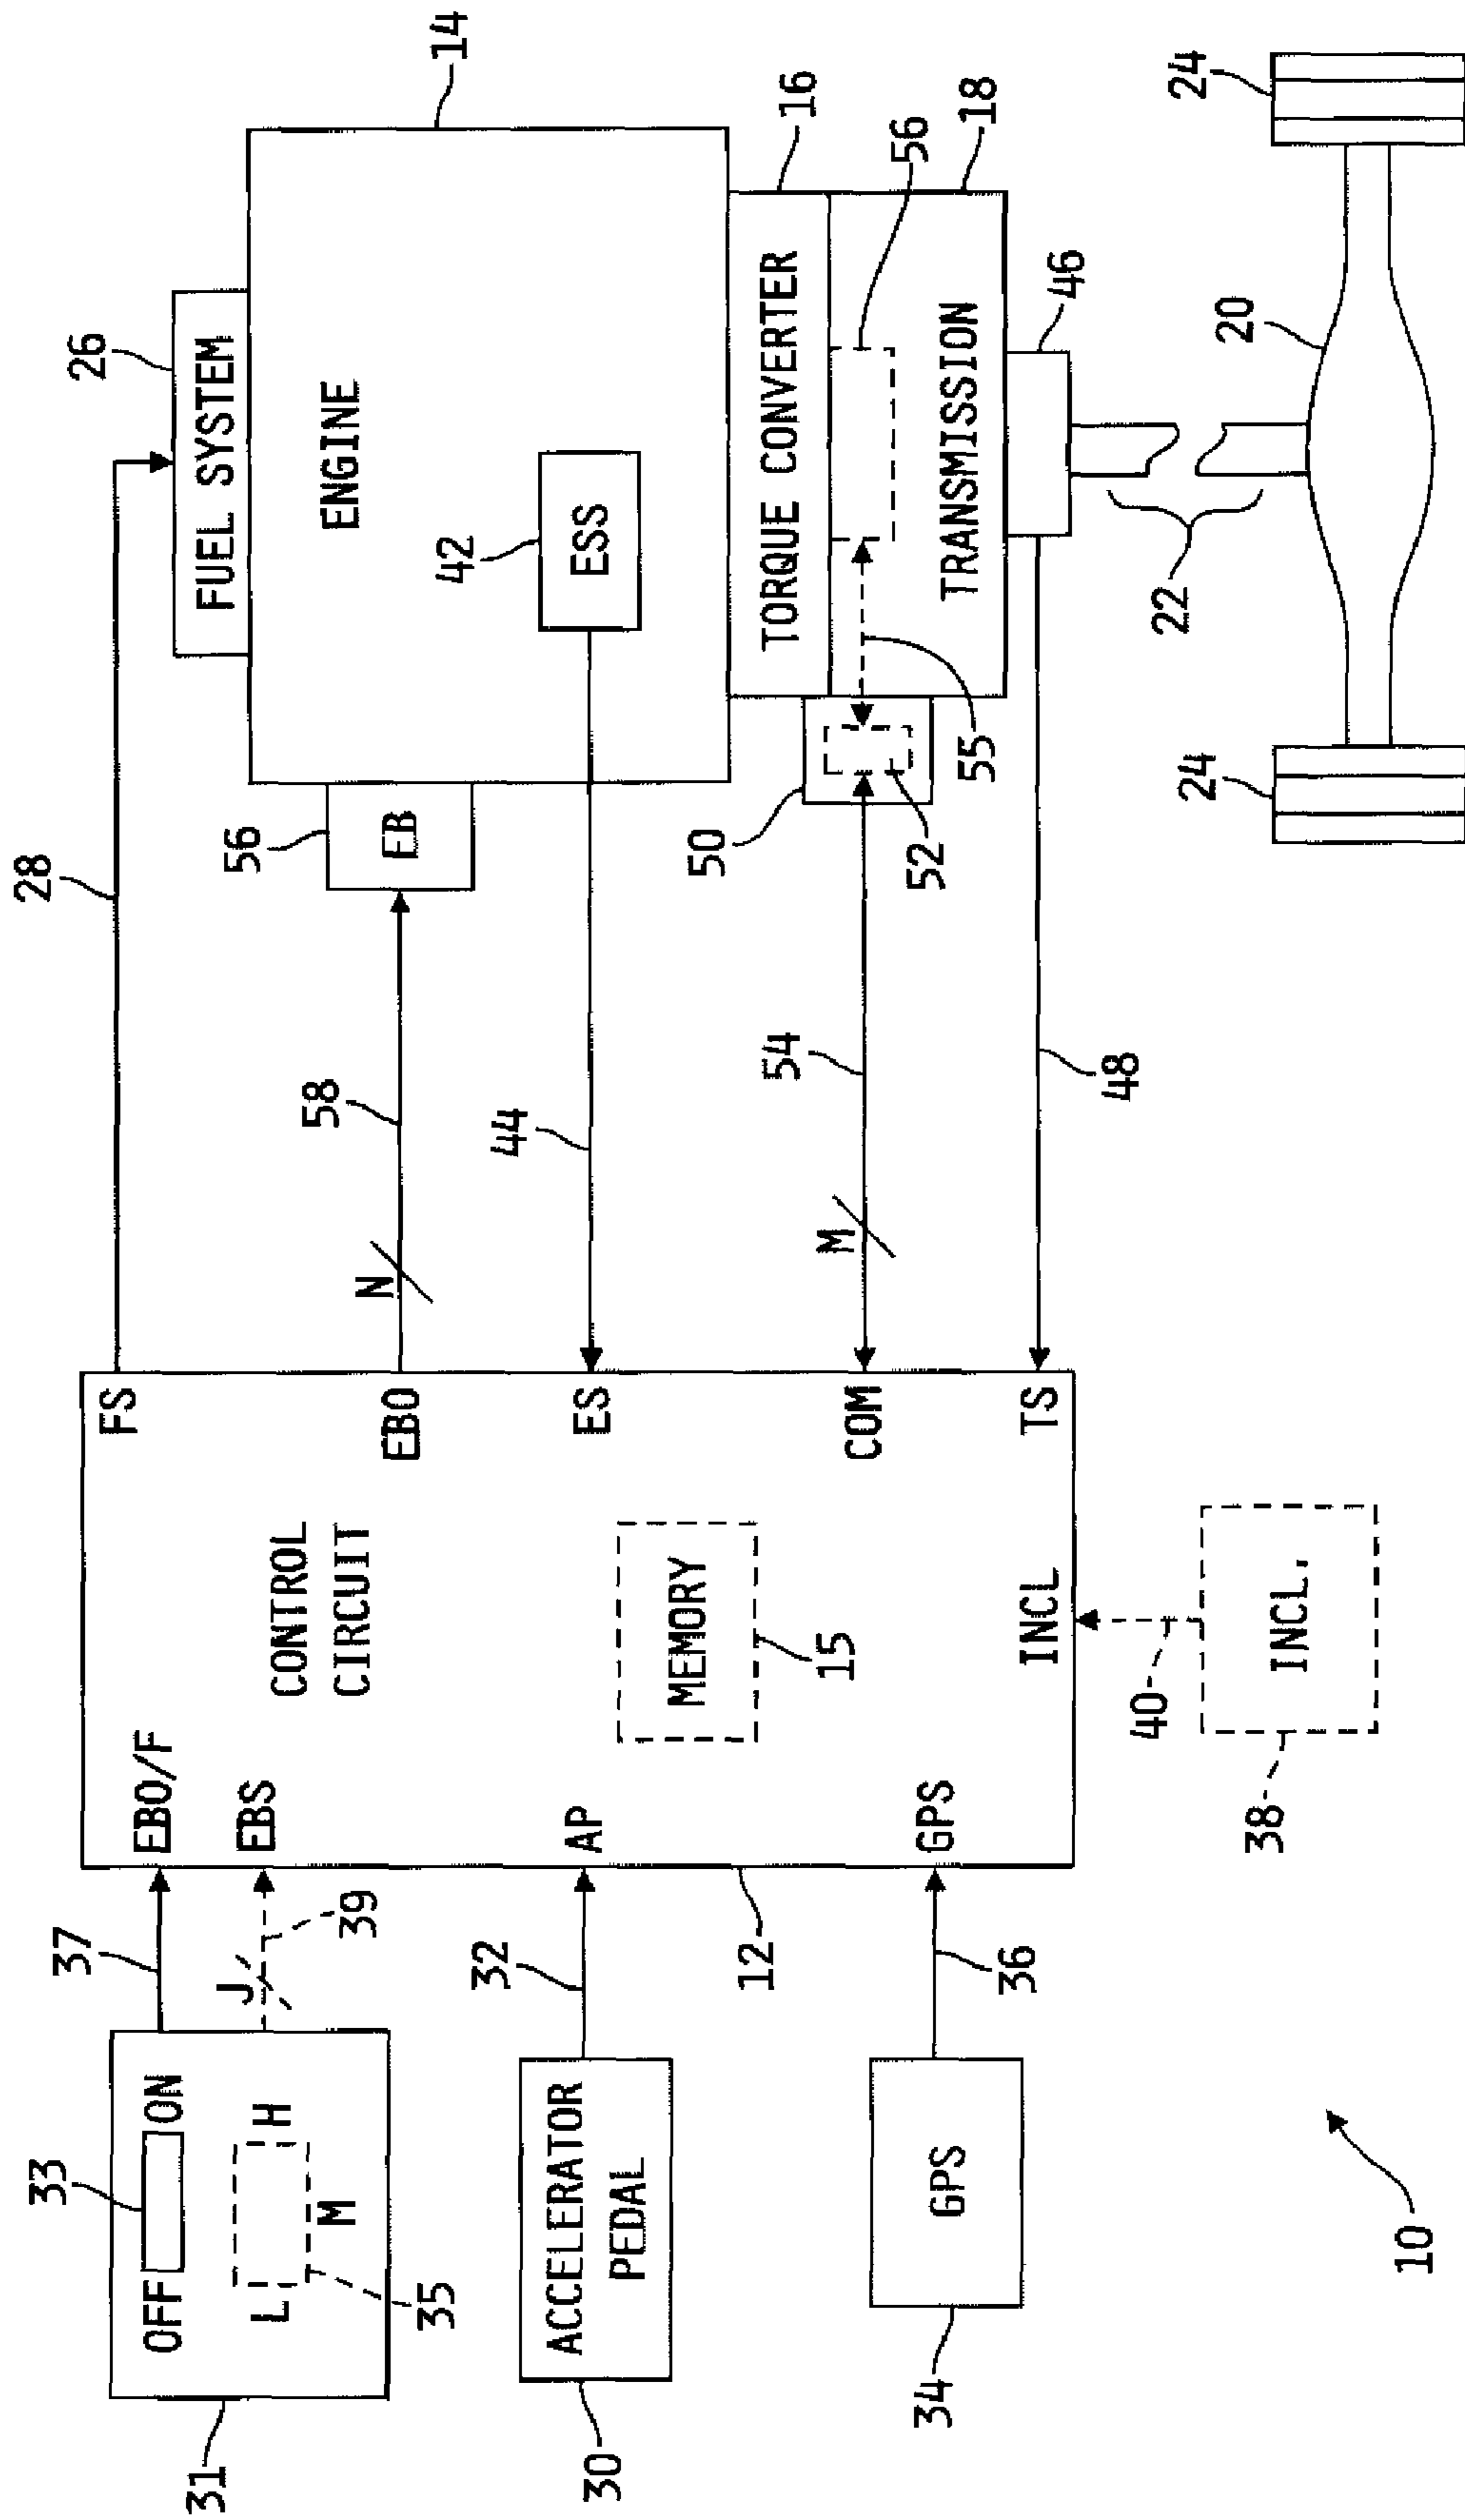 33
OFF
ON
L
H
M
35
31
37
J
39
EBO/F
EBS
ACCELERATOR
PEDAL
30
32
AP
12
GPS
34
36
GPS
CONTROL
CIRCUIT
MEMORY
15
INCL
40
INCL.
38
FS
28
EBO
N
58
56
EB
ES
44
COM
M
54
TS
48
26
FUEL SYSTEM
ENGINE
14
42
ESS
50
52
55
TORQUE CONVERTER
16
56
TRANSMISSION
18
46
22
20
24
24
10